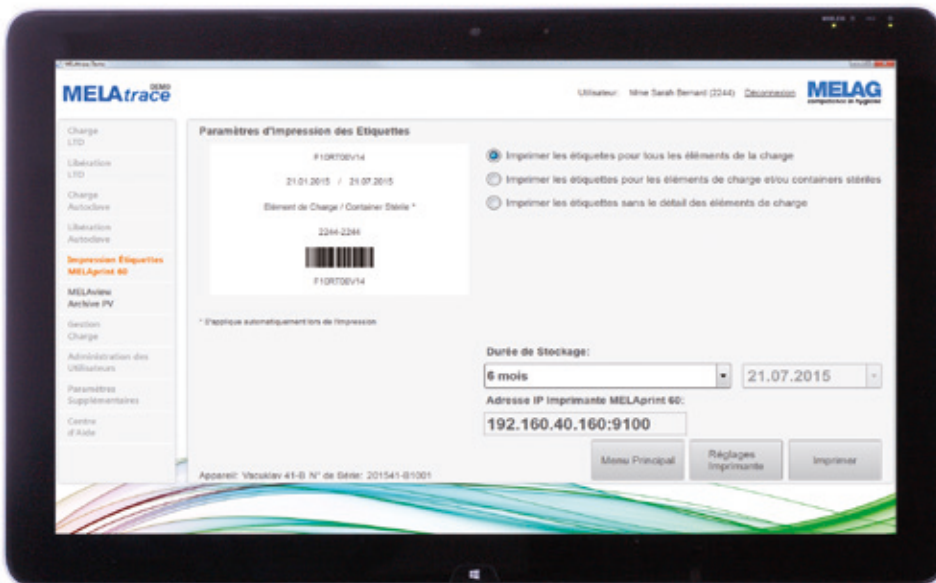 MELAtrace DEMO
Utilisateur: Mme Sarah Bernard (2244) Déconnexion
MELAG
competence in hygiene
Charge
LTD
Libération
LTD
Charge
Autoclave
Libération
Autoclave
Impression Étiquettes
MELAprint 60
MELAview
Archive PV
Gestion
Charge
Administration des
Utilisateurs
Paramètres
Supplémentaires
Centre
d'Aide
Paramètres d'Impression des Etiquettes
F10RT00V14
21.01.2015 / 21.07.2015
Elément de Charge / Container Stérile *
2244-2244
F10RT00V14
* S'applique automatiquement lors de l'impression
Imprimer les étiquetes pour tous les éléments de la charge
Imprimer les étiquettes pour les éléments de charge et/ou containers stériles
Imprimer les étiquettes sans le détail des éléments de charge
Durée de Stockage:
6 mois 21.07.2015
Adresse IP Imprimante MELAprint 60:
192.160.40.160:9100
Menu Principal
Réglages
Imprimante
Imprimer
Appareil: Vacuklav 41-B N° de Série: 201541-B1001